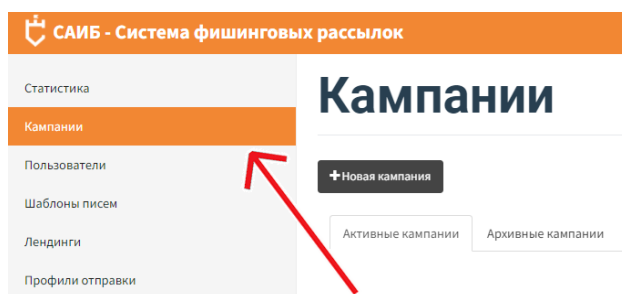 САИБ - Система фишинговых рассылок
Статистика
Кампании
Пользователи
Шаблоны писем
Лендинги
Профили отправки
Кампании
+Новая кампания
Активные кампании
Архивные кампании